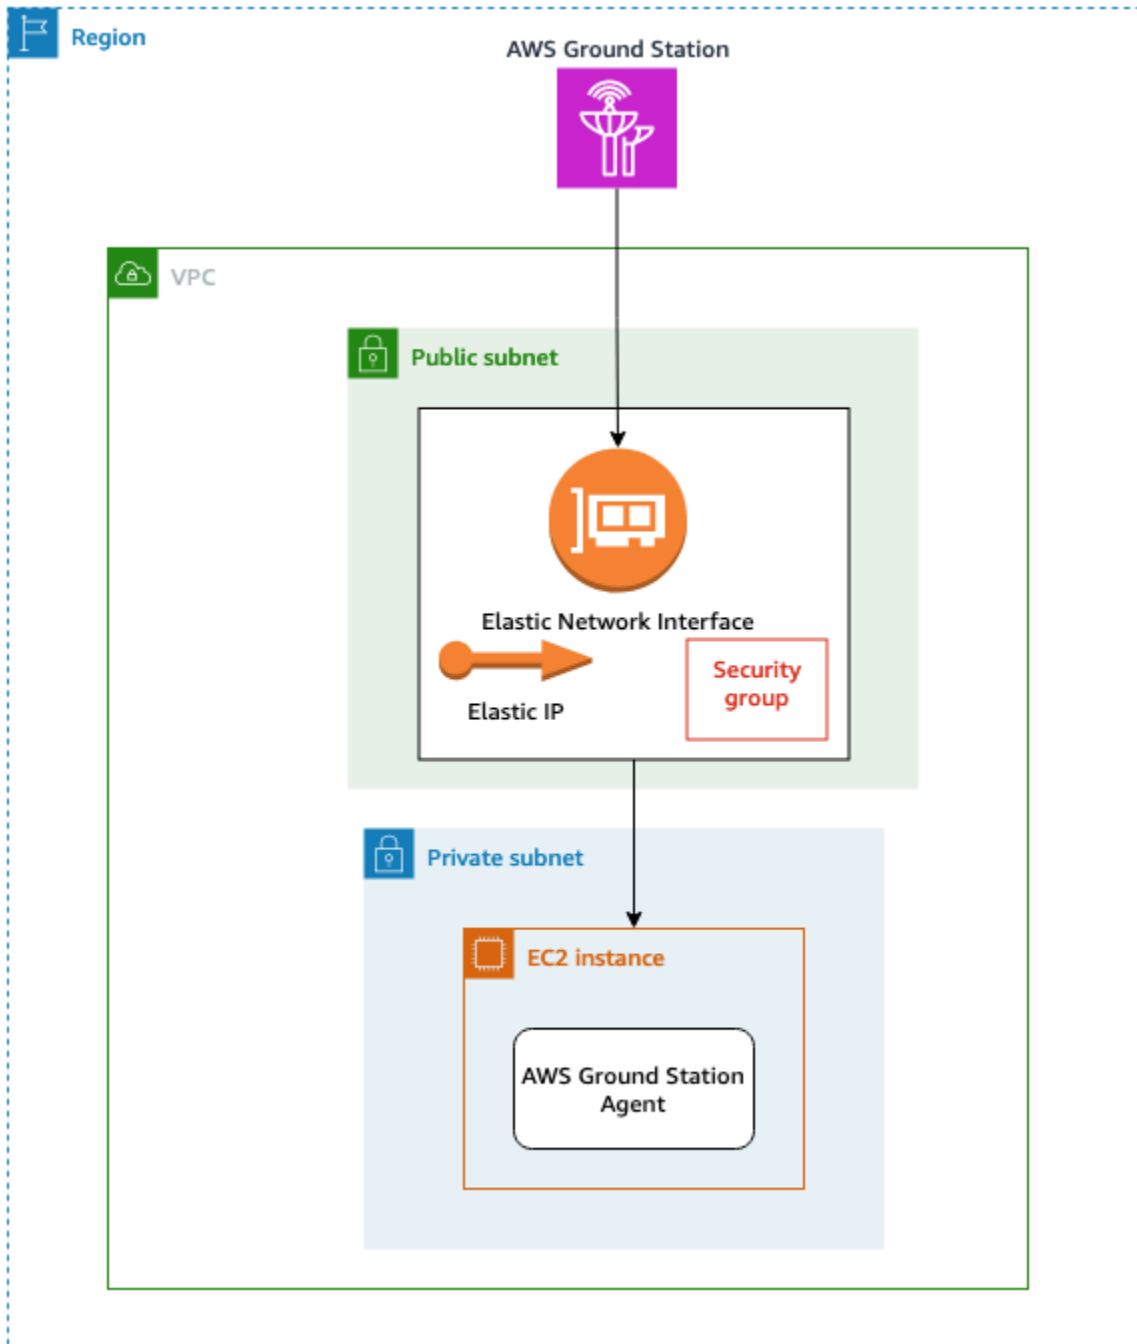 Region
AWS Ground Station
VPC
Public subnet
Elastic Network Interface
Elastic IP
Security
group
Private subnet
EC2 instance
AWS Ground Station
Agent